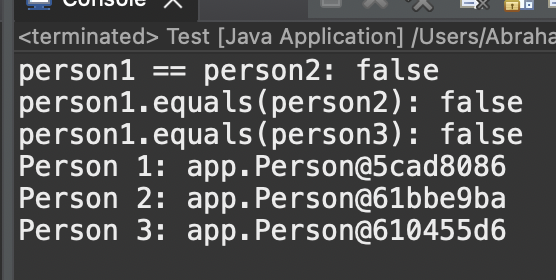 Console
<terminated> Test [Java Application] /Users/Abraha
person1 == person2: false
person1.equals(person2): false
person1.equals(person3): false
Person 1: app.Person@5cad8086
Person 2: app.Person@61bbe9ba
Person 3: app.Person@610455d6